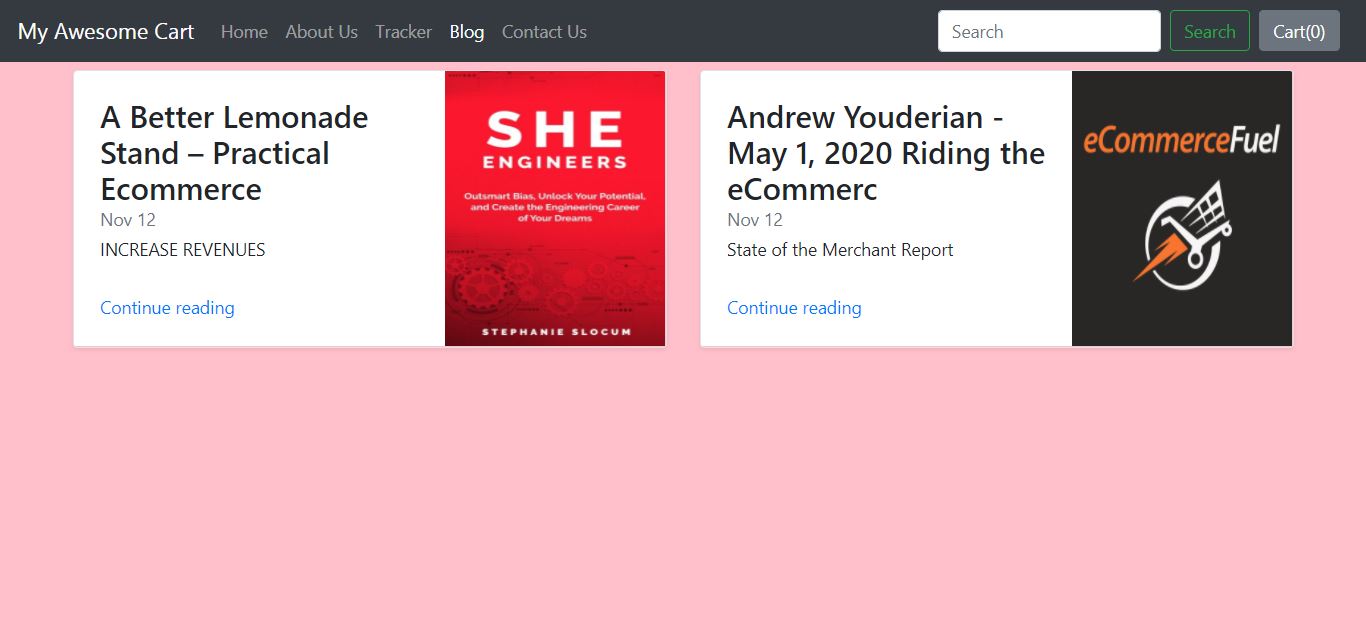 My Awesome Cart Home About Us Tracker Blog Contact Us Search Search Cart(0)
A Better Lemonade
Stand – Practical
Ecommerce
Nov 12
INCREASE REVENUES
Continue reading
SHE
ENGINEERS
Outsmart Bias, Unlock Your Potential,
and Create the Engineering Career
of Your Dreams
STEPHANIE SLOCUM
Andrew Youderian -
May 1, 2020 Riding the
eCommerc
Nov 12
State of the Merchant Report
Continue reading
eCommerceFuel